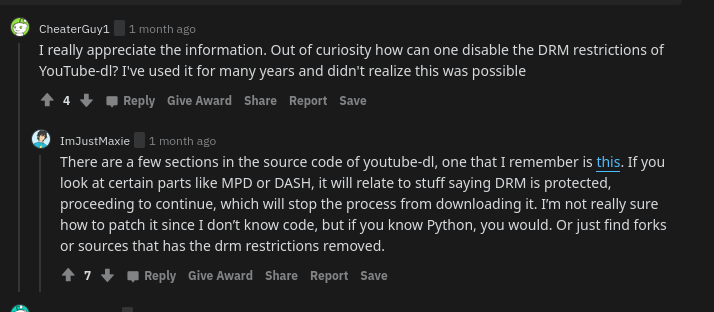 CheaterGuy1 1 month ago
I really appreciate the information. Out of curiosity how can one disable the DRM restrictions of
YouTube-dl? I've used it for many years and didn't realize this was possible
4 Reply Give Award Share Report Save
ImJustMaxie 1 month ago
There are a few sections in the source code of youtube-dl, one that I remember is this. If you
look at certain parts like MPD or DASH, it will relate to stuff saying DRM is protected,
proceeding to continue, which will stop the process from downloading it. I’m not really sure
how to patch it since I don’t know code, but if you know Python, you would. Or just find forks
or sources that has the drm restrictions removed.
7 Reply Give Award Share Report Save